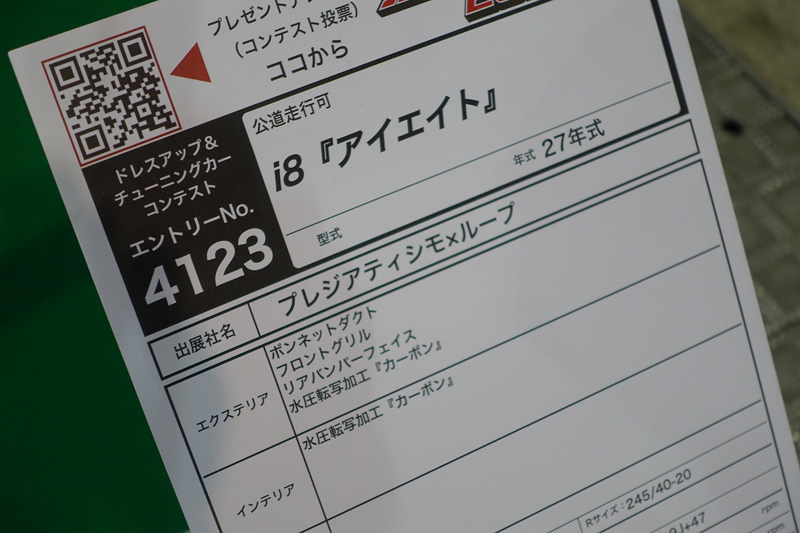 プレゼント
(コンテスト投票)
ココから
ドレスアップ&
チューニングカー
コンテスト
エントリーNo.
4123
公道走行可
i8『アイエイト』
年式 27年式
型式
出展社名 プレジアティシモ×ループ
エクステリア
ボンネットダクト
フロントグリル
リアバンパーフェイス
水圧転写加工『カーボン』
インテリア
水圧転写加工『カーボン』
Rサイズ:245/40-20
J+47
rpm
rpm